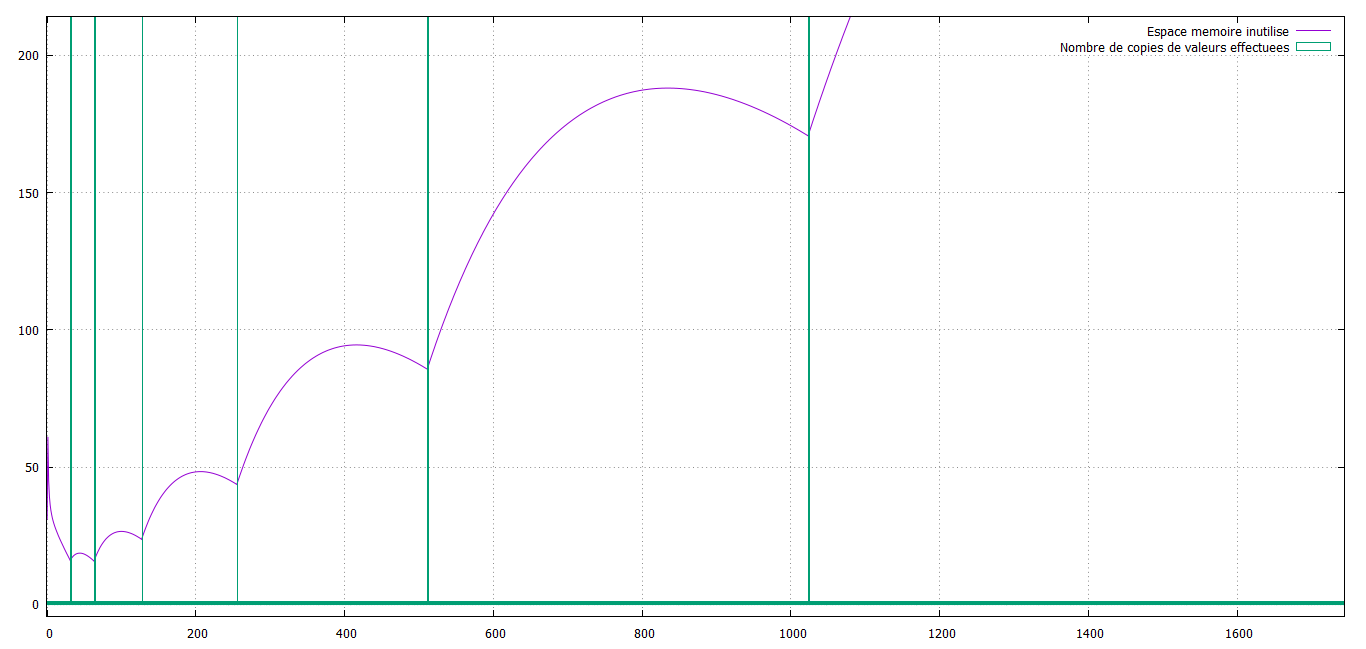 Espace memoire inutilise
Nombre de copies de valeurs effectuees
200
150
100
50
0
0 200 400 600 800 1000 1200 1400 1600